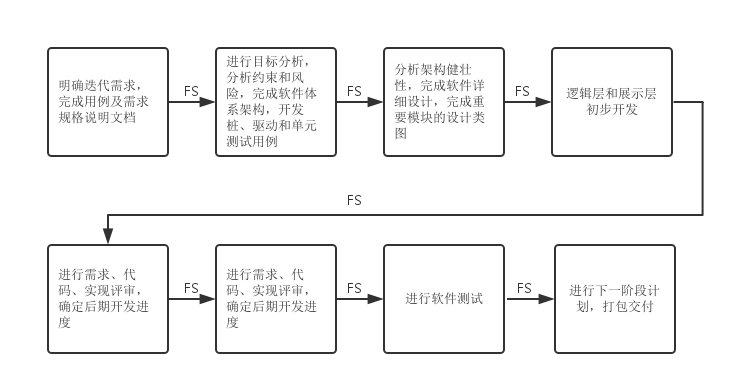 明确迭代需求，
完成用例及需求
规格说明文档
FS
进行目标分析，
分析约束和风
险，完成软件体
系架构，开发
桩、驱动和单元
测试用例
FS
分析架构健壮
性，完成软件详
细设计，完成重
要模块的设计类
图
FS
逻辑层和展示层
初步开发
FS
进行需求、代
码、实现评审，
确定后期开发进
度
FS
进行需求、代
码、实现评审，
确定后期开发进
度
FS
进行软件测试
FS
进行下一阶段计
划，打包交付